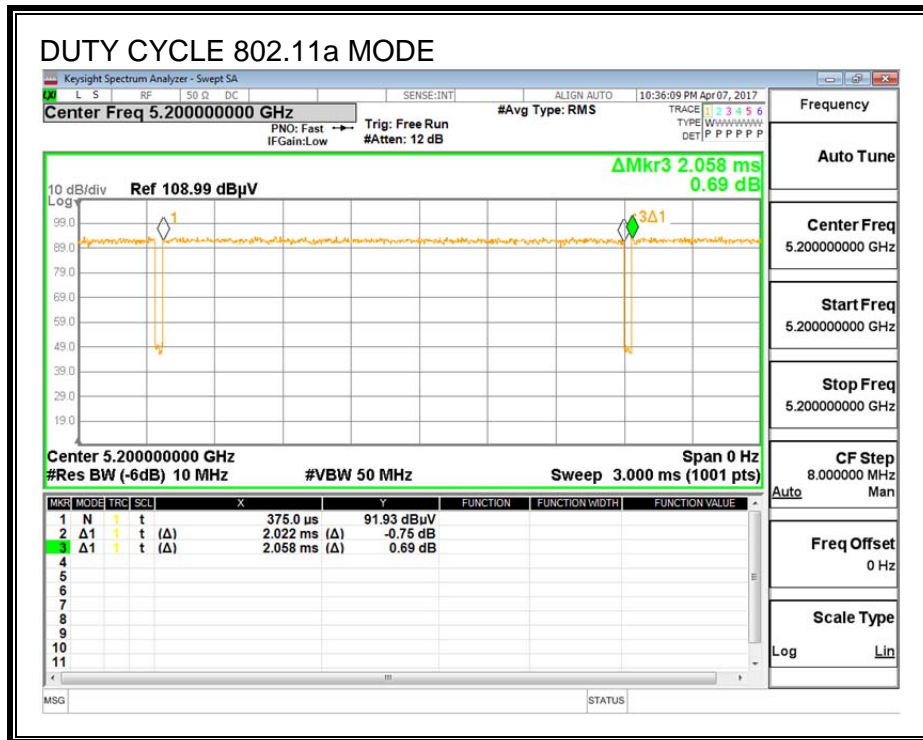 DUTY CYCLE 802.11a MODE
Keysight Spectrum Analyzer - Swept SA
LXI L S RF 50 Ω DC SENSE:INT ALIGN AUTO 10:36:09 PM Apr 07, 2017
Center Freq 5.200000000 GHz
PNO: Fast
IFGain:Low
Trig: Free Run
#Atten: 12 dB
#Avg Type: RMS
TRACE 1 2 3 4 5 6
TYPE WWWWWW
DET P P P P P P
ΔMkr3 2.058 ms
0.69 dB
10 dB/div Ref 108.99 dBµV
Log
99.0
89.0
79.0
69.0
59.0
49.0
39.0
29.0
19.0
1
3Δ1
Center 5.200000000 GHz Span 0 Hz
#Res BW (-6dB) 10 MHz #VBW 50 MHz Sweep 3.000 ms (1001 pts)
MKR MODE TRC SCL X Y FUNCTION FUNCTION WIDTH FUNCTION VALUE
1 N 1 t 375.0 µs 91.93 dBµV
2 Δ1 1 t (Δ) 2.022 ms (Δ) -0.75 dB
3 Δ1 1 t (Δ) 2.058 ms (Δ) 0.69 dB
4
5
6
7
8
9
10
11
MSG STATUS
Frequency
Auto Tune
Center Freq
5.200000000 GHz
Start Freq
5.200000000 GHz
Stop Freq
5.200000000 GHz
CF Step
8.000000 MHz
Auto Man
Freq Offset
0 Hz
Scale Type
Log Lin